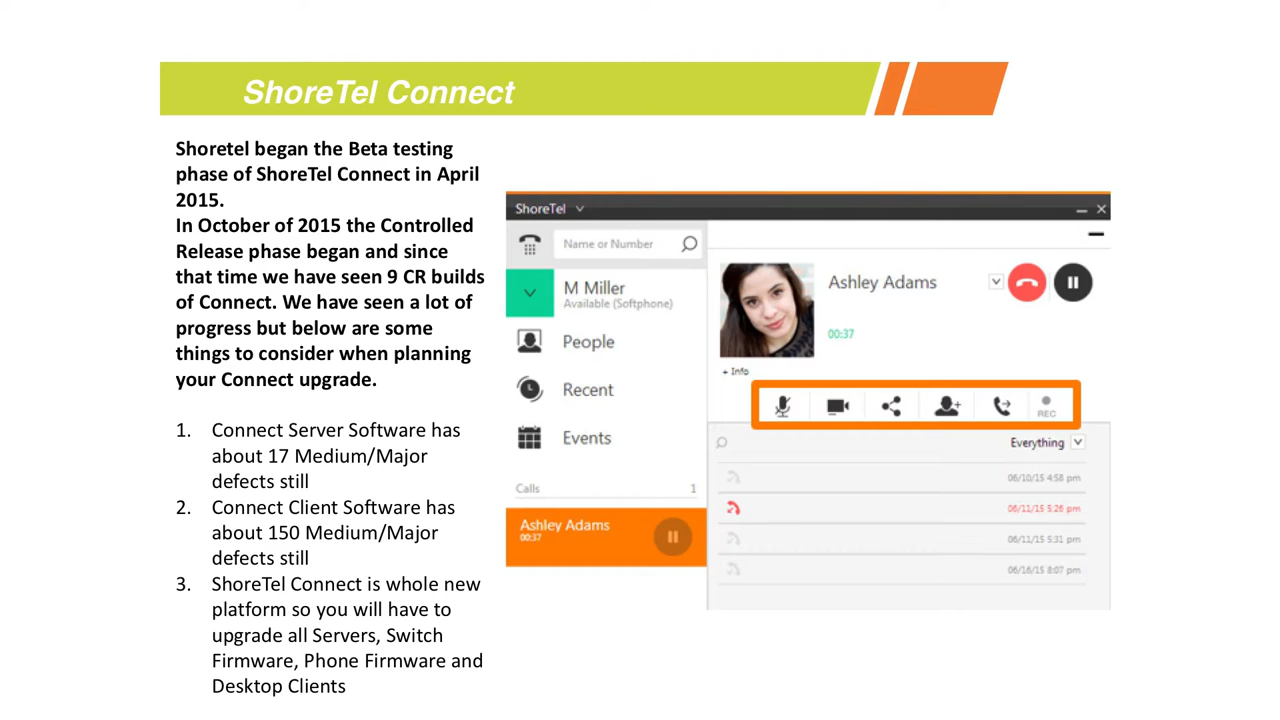 ShoreTel Connect
Shoretel began the Beta testing
phase of ShoreTel Connect in April
2015.
In October of 2015 the Controlled
Release phase began and since
that time we have seen 9 CR builds
of Connect. We have seen a lot of
progress but below are some
things to consider when planning
your Connect upgrade.
1. Connect Server Software has
about 17 Medium/Major
defects still
2. Connect Client Software has
about 150 Medium/Major
defects still
3. ShoreTel Connect is whole new
platform so you will have to
upgrade all Servers, Switch
Firmware, Phone Firmware and
Desktop Clients
ShoreTel
Name or Number
M Miller
Available (Softphone)
People
Recent
Events
Calls 1
Ashley Adams
00:37
Ashley Adams
00:37
+ Info
REC
Everything
06/10/15 4:58 pm
06/11/15 5:26 pm
06/11/15 5:31 pm
06/16/15 8:07 pm